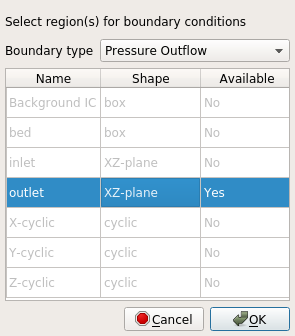 Select region(s) for boundary conditions
Boundary type Pressure Outflow
Name Shape Available
Background IC box No
bed box No
inlet XZ-plane No
outlet XZ-plane Yes
X-cyclic cyclic No
Y-cyclic cyclic No
Z-cyclic cyclic No
Cancel OK